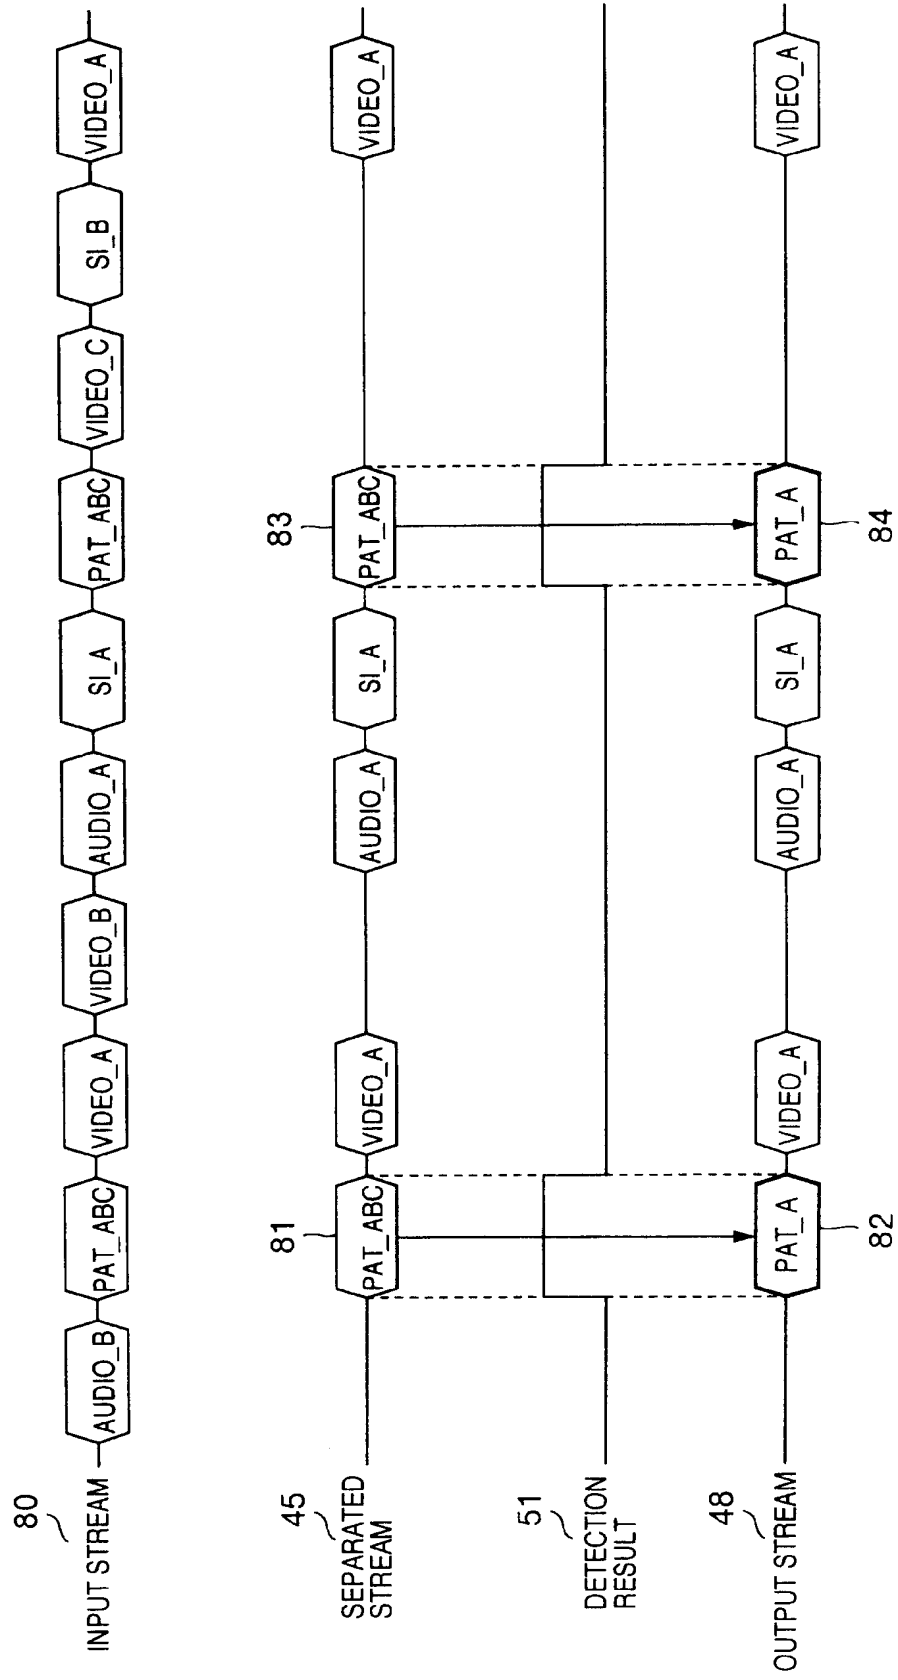 80
INPUT STREAM
AUDIO_B
PAT_ABC
VIDEO_A
VIDEO_B
AUDIO_A
SI_A
PAT_ABC
VIDEO_C
SI_B
VIDEO_A
45
SEPARATED
STREAM
81
PAT_ABC
VIDEO_A
AUDIO_A
SI_A
83
PAT_ABC
VIDEO_A
51
DETECTION
RESULT
48
OUTPUT STREAM
PAT_A
82
VIDEO_A
AUDIO_A
SI_A
PAT_A
84
VIDEO_A